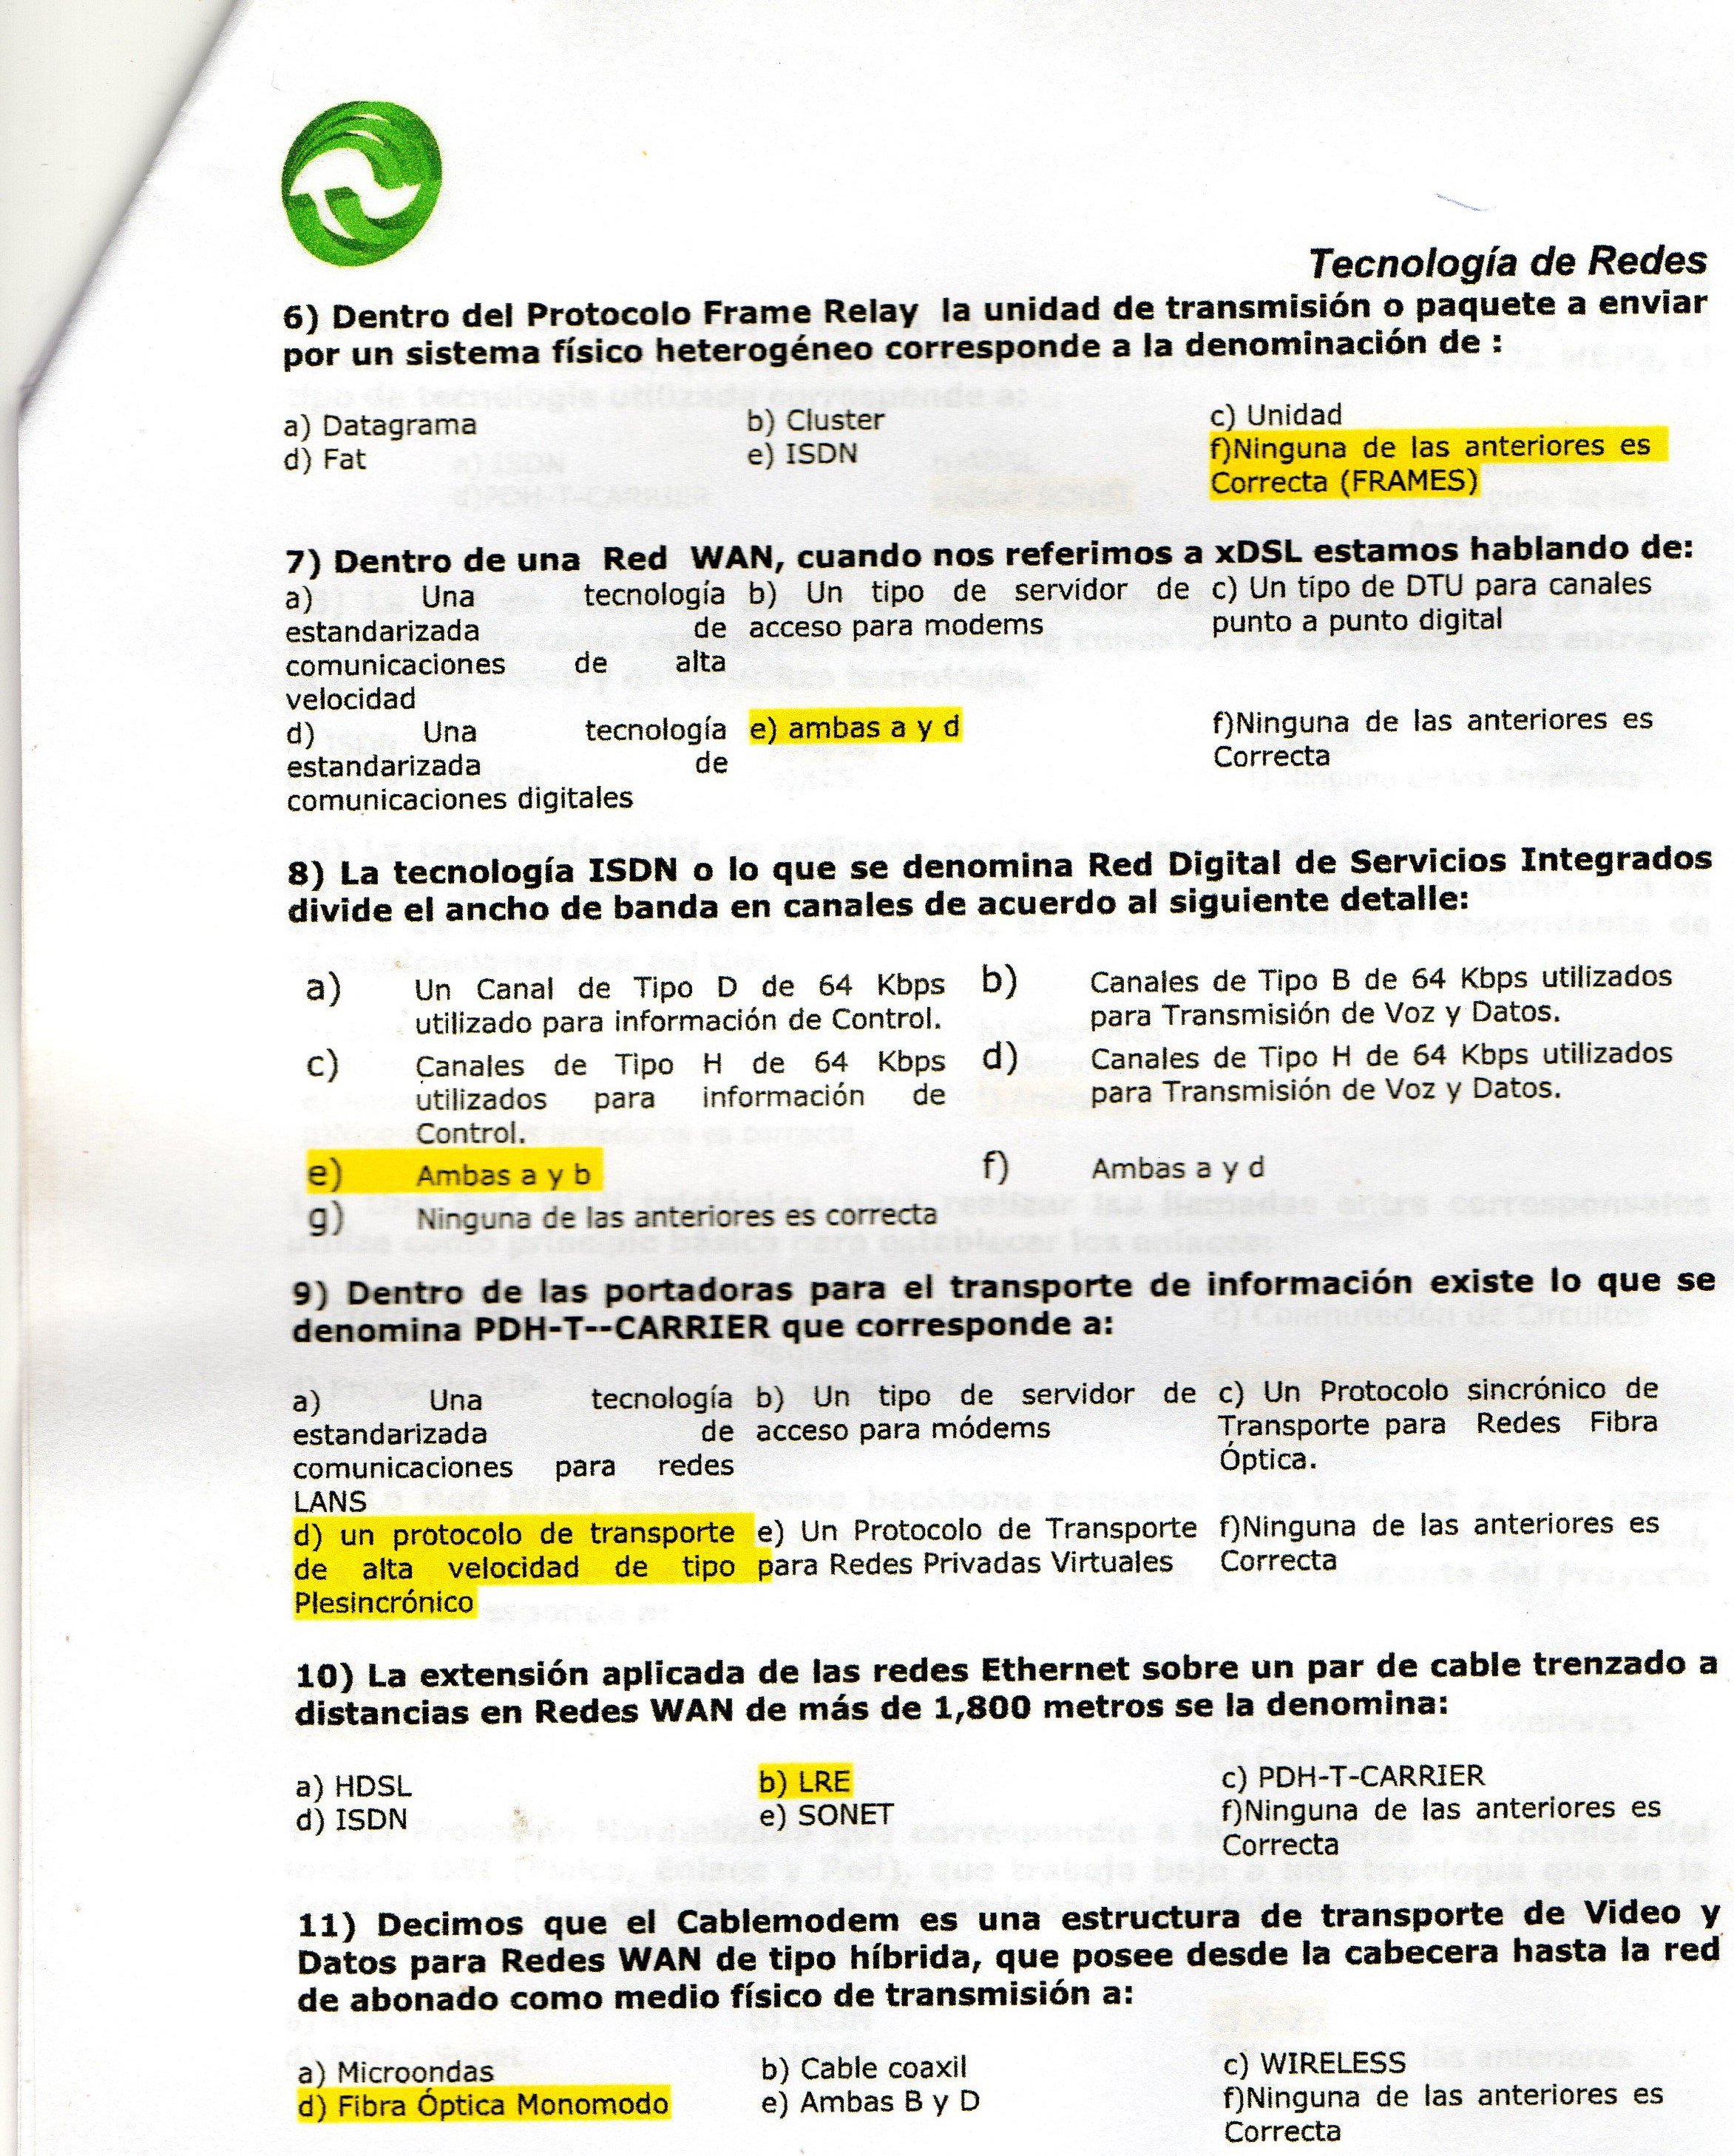 Tecnología de Redes
6) Dentro del Protocolo Frame Relay la unidad de transmisión o paquete a enviar
por un sistema físico heterogéneo corresponde a la denominación de :
a) Datagrama
b) Cluster
c) Unidad
d) Fat
e) ISDN
f)Ninguna de las anteriores es
Correcta (FRAMES)
7) Dentro de una Red WAN, cuando nos referimos a xDSL estamos hablando de:
a) Una tecnología
estandarizada de
comunicaciones de alta
velocidad
b) Un tipo de servidor de
acceso para modems
c) Un tipo de DTU para canales
punto a punto digital
d) Una tecnología
estandarizada de
comunicaciones digitales
e) ambas a y d
f)Ninguna de las anteriores es
Correcta
8) La tecnología ISDN o lo que se denomina Red Digital de Servicios Integrados
divide el ancho de banda en canales de acuerdo al siguiente detalle:
a) Un Canal de Tipo D de 64 Kbps
utilizado para información de Control.
b) Canales de Tipo B de 64 Kbps utilizados
para Transmisión de Voz y Datos.
c) Canales de Tipo H de 64 Kbps
utilizados para información de
Control.
d) Canales de Tipo H de 64 Kbps utilizados
para Transmisión de Voz y Datos.
e) Ambas a y b
f) Ambas a y d
g) Ninguna de las anteriores es correcta
9) Dentro de las portadoras para el transporte de información existe lo que se
denomina PDH-T--CARRIER que corresponde a:
a) Una tecnología
estandarizada de
comunicaciones para redes
LANS
b) Un tipo de servidor de
acceso para módems
c) Un Protocolo sincrónico de
Transporte para Redes Fibra
Óptica.
d) un protocolo de transporte
de alta velocidad de tipo
Plesincrónico
e) Un Protocolo de Transporte
para Redes Privadas Virtuales
f)Ninguna de las anteriores es
Correcta
10) La extensión aplicada de las redes Ethernet sobre un par de cable trenzado a
distancias en Redes WAN de más de 1,800 metros se la denomina:
a) HDSL
b) LRE
c) PDH-T-CARRIER
d) ISDN
e) SONET
f)Ninguna de las anteriores es
Correcta
11) Decimos que el Cablemodem es una estructura de transporte de Video y
Datos para Redes WAN de tipo híbrida, que posee desde la cabecera hasta la red
de abonado como medio físico de transmisión a:
a) Microondas
b) Cable coaxil
c) WIRELESS
d) Fibra Óptica Monomodo
e) Ambas B y D
f)Ninguna de las anteriores es
Correcta